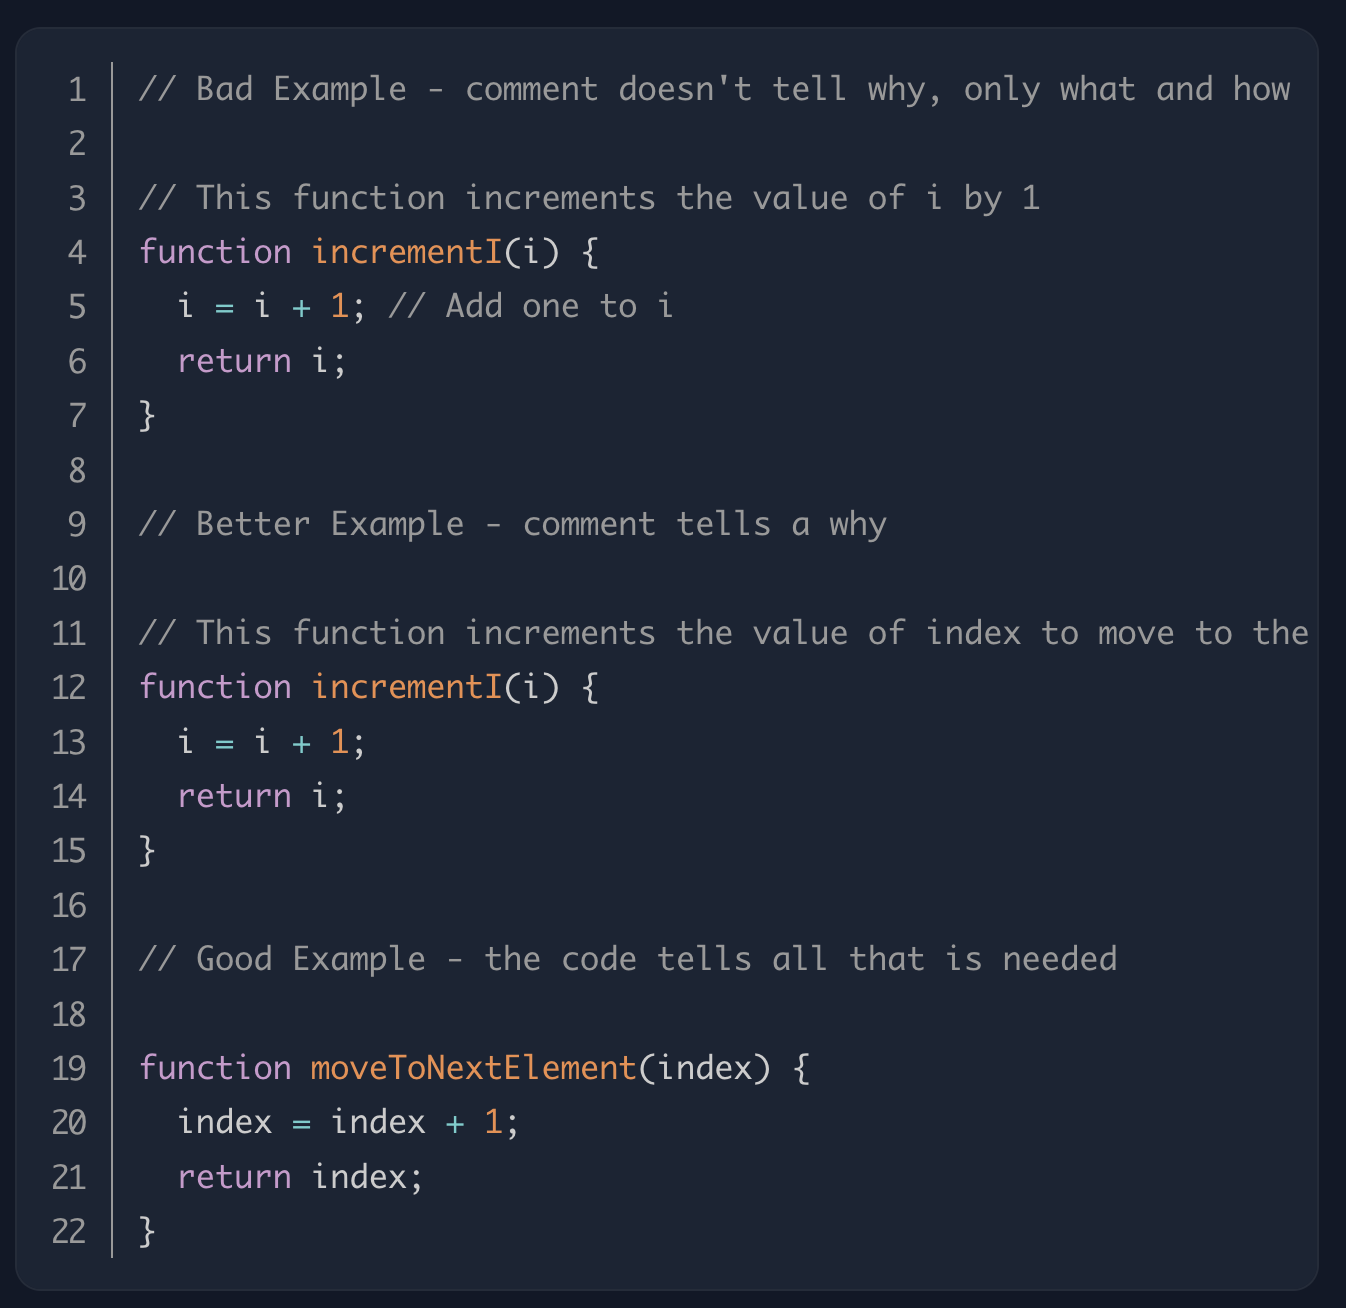 1 // Bad Example - comment doesn't tell why, only what and how
2
3 // This function increments the value of i by 1
4 function incrementI(i) {
5   i = i + 1; // Add one to i
6   return i;
7 }
8
9 // Better Example - comment tells a why
10
11 // This function increments the value of index to move to the
12 function incrementI(i) {
13   i = i + 1;
14   return i;
15 }
16
17 // Good Example - the code tells all that is needed
18
19 function moveToNextElement(index) {
20   index = index + 1;
21   return index;
22 }